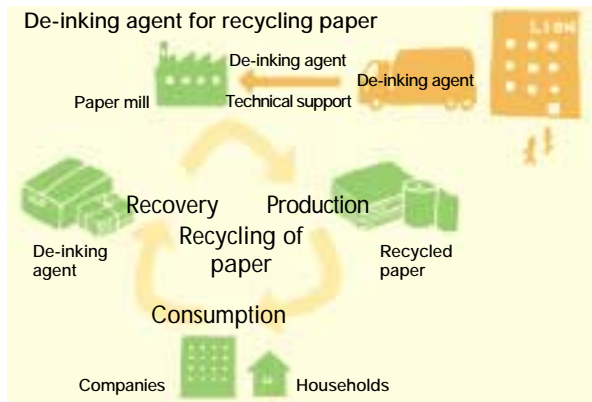 De-inking agent for recycling paper
LION
De-inking agent
De-inking agent
Paper mill
Technical support
Recovery
Production
Recycling of
paper
De-inking
agent
Recycled
paper
Consumption
Companies
Households